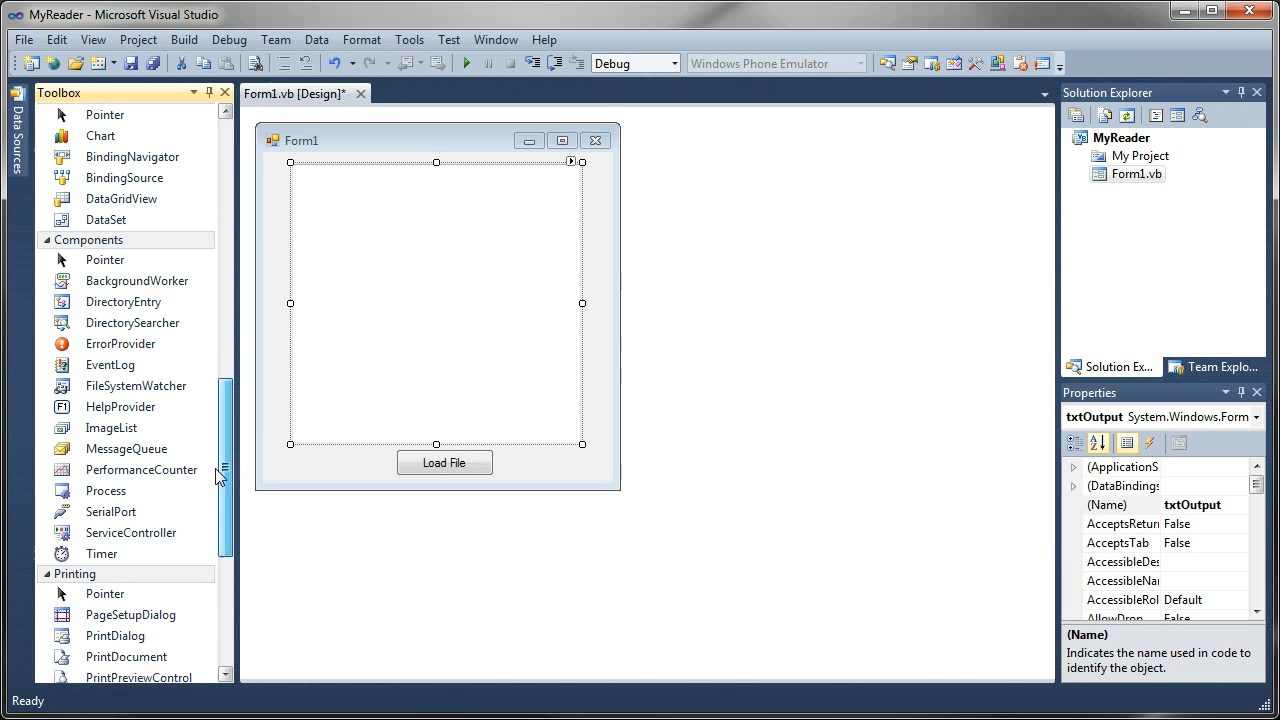 MyReader - Microsoft Visual Studio
File Edit View Project Build Debug Team Data Format Tools Test Window Help
Debug Windows Phone Emulator
Data Sources
Toolbox
Pointer
Chart
BindingNavigator
BindingSource
DataGridView
DataSet
Components
Pointer
BackgroundWorker
DirectoryEntry
DirectorySearcher
ErrorProvider
EventLog
FileSystemWatcher
HelpProvider
ImageList
MessageQueue
PerformanceCounter
Process
SerialPort
ServiceController
Timer
Printing
Pointer
PageSetupDialog
PrintDialog
PrintDocument
PrintPreviewControl
Form1.vb [Design]*
Form1
Load File
Solution Explorer
MyReader
My Project
Form1.vb
Solution Ex... Team Explo...
Properties
txtOutput System.Windows.Form
(ApplicationS
(DataBindings
(Name) txtOutput
AcceptsRetur False
AcceptsTab False
AccessibleDes
AccessibleNar
AccessibleRol Default
AllowDrop False
(Name)
Indicates the name used in code to
identify the object.
Ready